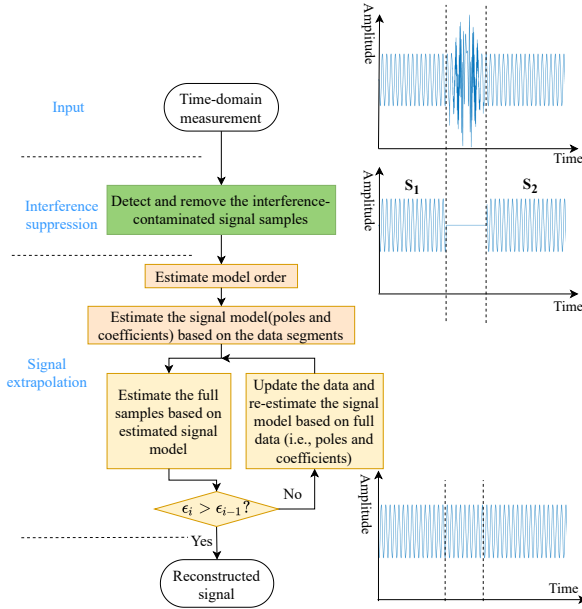 Input
Time-domain
measurement
Amplitude
Time
Interference
suppression
Detect and remove the interference-
contaminated signal samples
S₁
S₂
Amplitude
Time
Estimate model order
Estimate the signal model(poles and
coefficients) based on the data segments
Signal
extrapolation
Estimate the full
samples based on
estimated signal
model
Update the data and
re-estimate the signal
model based on full
data (i.e., poles and
coefficients)
ϵᵢ > ϵᵢ₋₁?
No
Yes
Reconstructed
signal
Amplitude
Time